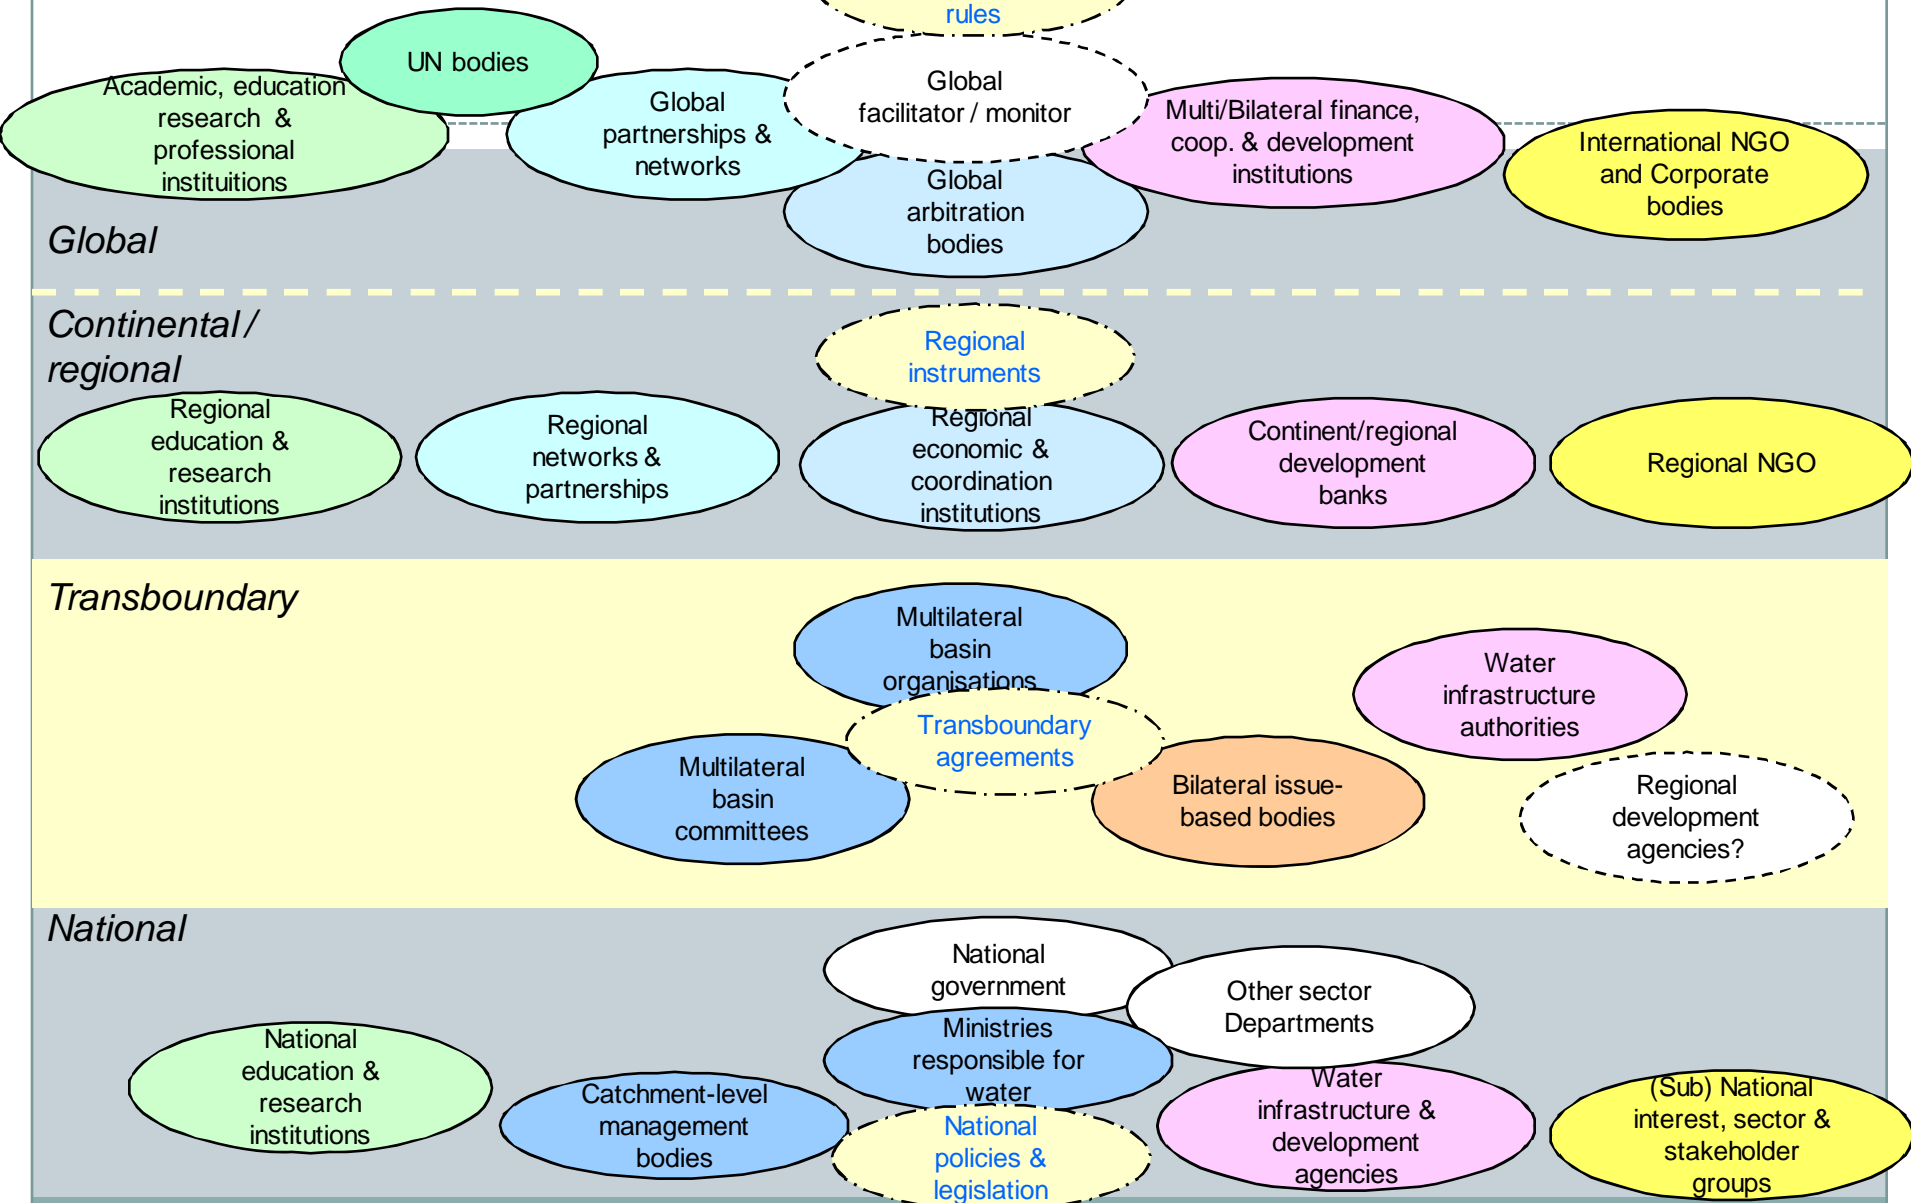 rules
UN bodies
Academic, education
research &
professional
instituitions
Global
partnerships &
networks
Global
facilitator / monitor
Global
arbitration
bodies
Multi/Bilateral finance,
coop. & development
institutions
International NGO
and Corporate
bodies
Global
Continental /
regional
Regional
instruments
Regional
education &
research
institutions
Regional
networks &
partnerships
Regional
economic &
coordination
institutions
Continent/regional
development
banks
Regional NGO
Transboundary
Multilateral
basin
organisations
Transboundary
agreements
Multilateral
basin
committees
Bilateral issue-
based bodies
Water
infrastructure
authorities
Regional
development
agencies?
National
National
government
Other sector
Departments
Ministries
responsible for
water
National
education &
research
institutions
Catchment-level
management
bodies
National
policies &
legislation
Water
infrastructure &
development
agencies
(Sub) National
interest, sector &
stakeholder
groups